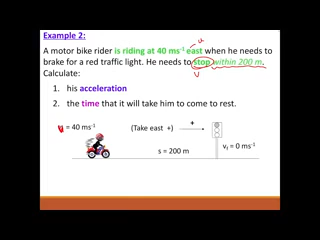 Example 2:
u
A motor bike rider is riding at 40 ms-1 east when he needs to
brake for a red traffic light. He needs to stop within 200 m.
Calculate:
v
1. his acceleration
2. the time that it will take him to come to rest.
= 40 ms-1
(Take east +)
+
s = 200 m
vf = 0 ms-1